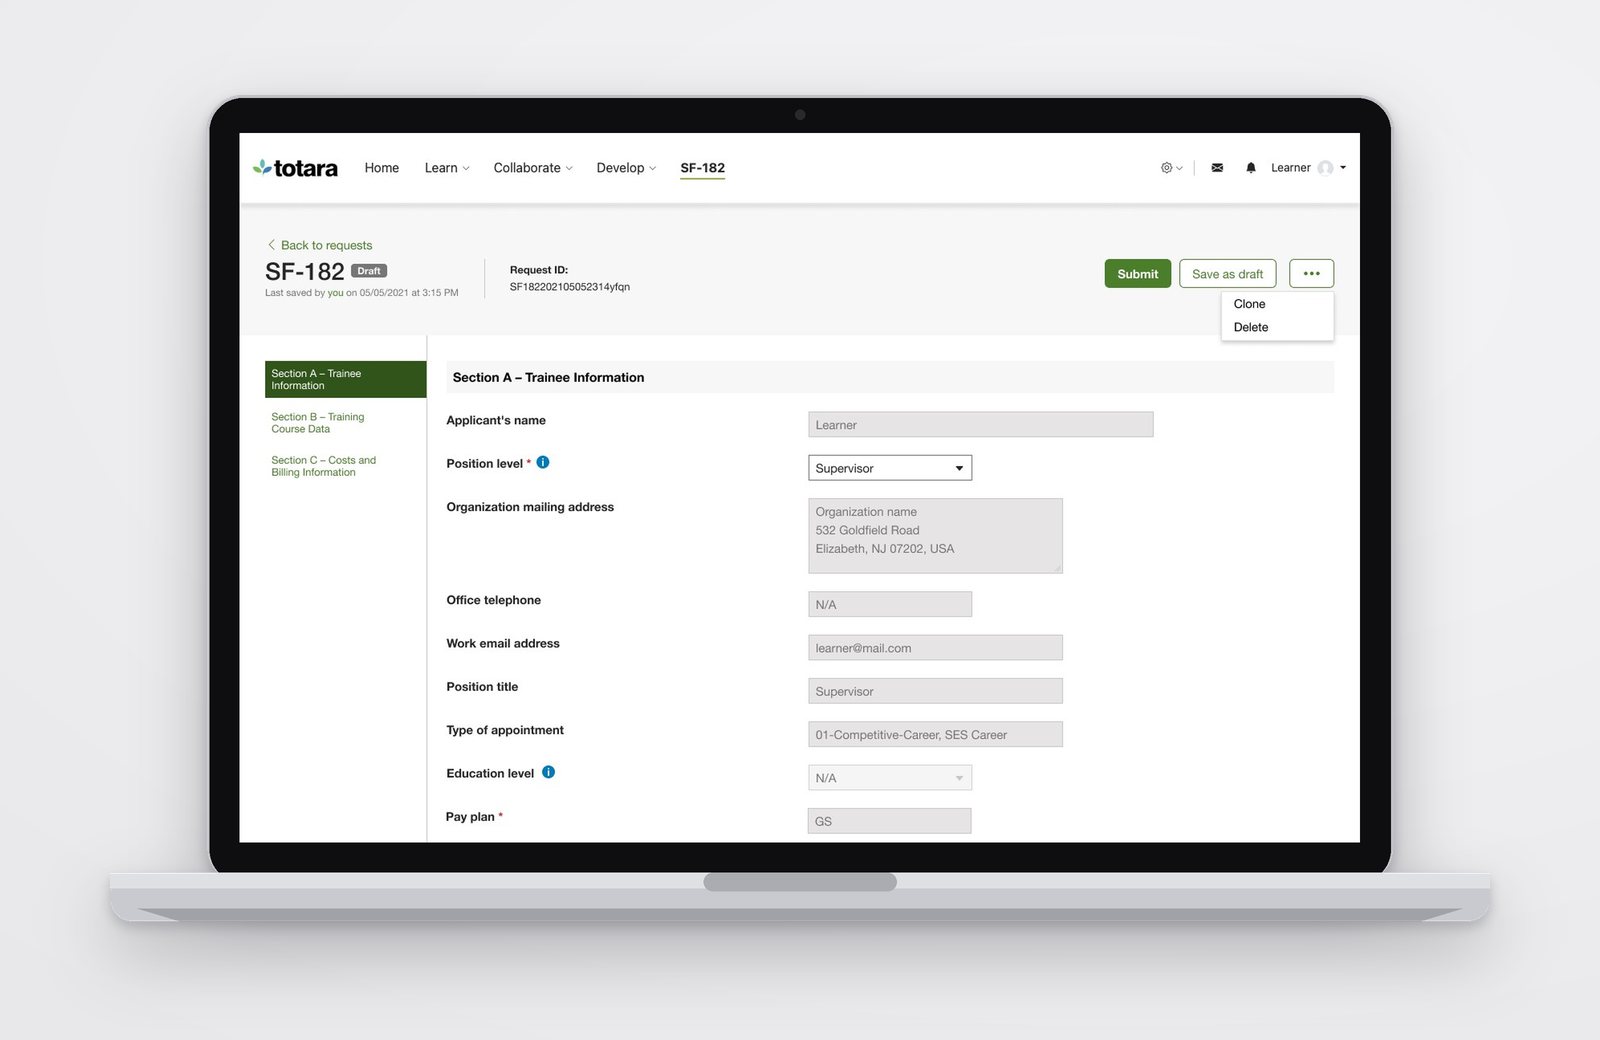 totara
Home
Learn
Collaborate
Develop
SF-182
Learner
Back to requests
SF-182 Draft
Last saved by you on 05/05/2021 at 3:15 PM
Request ID:
SF182202105052314yfqn
Submit
Save as draft
Clone
Delete
Section A – Trainee
Information
Section B – Training
Course Data
Section C – Costs and
Billing Information
Section A – Trainee Information
Applicant's name
Learner
Position level *
Supervisor
Organization mailing address
Organization name
532 Goldfield Road
Elizabeth, NJ 07202, USA
Office telephone
N/A
Work email address
learner@mail.com
Position title
Supervisor
Type of appointment
01-Competitive-Career, SES Career
Education level
N/A
Pay plan *
GS